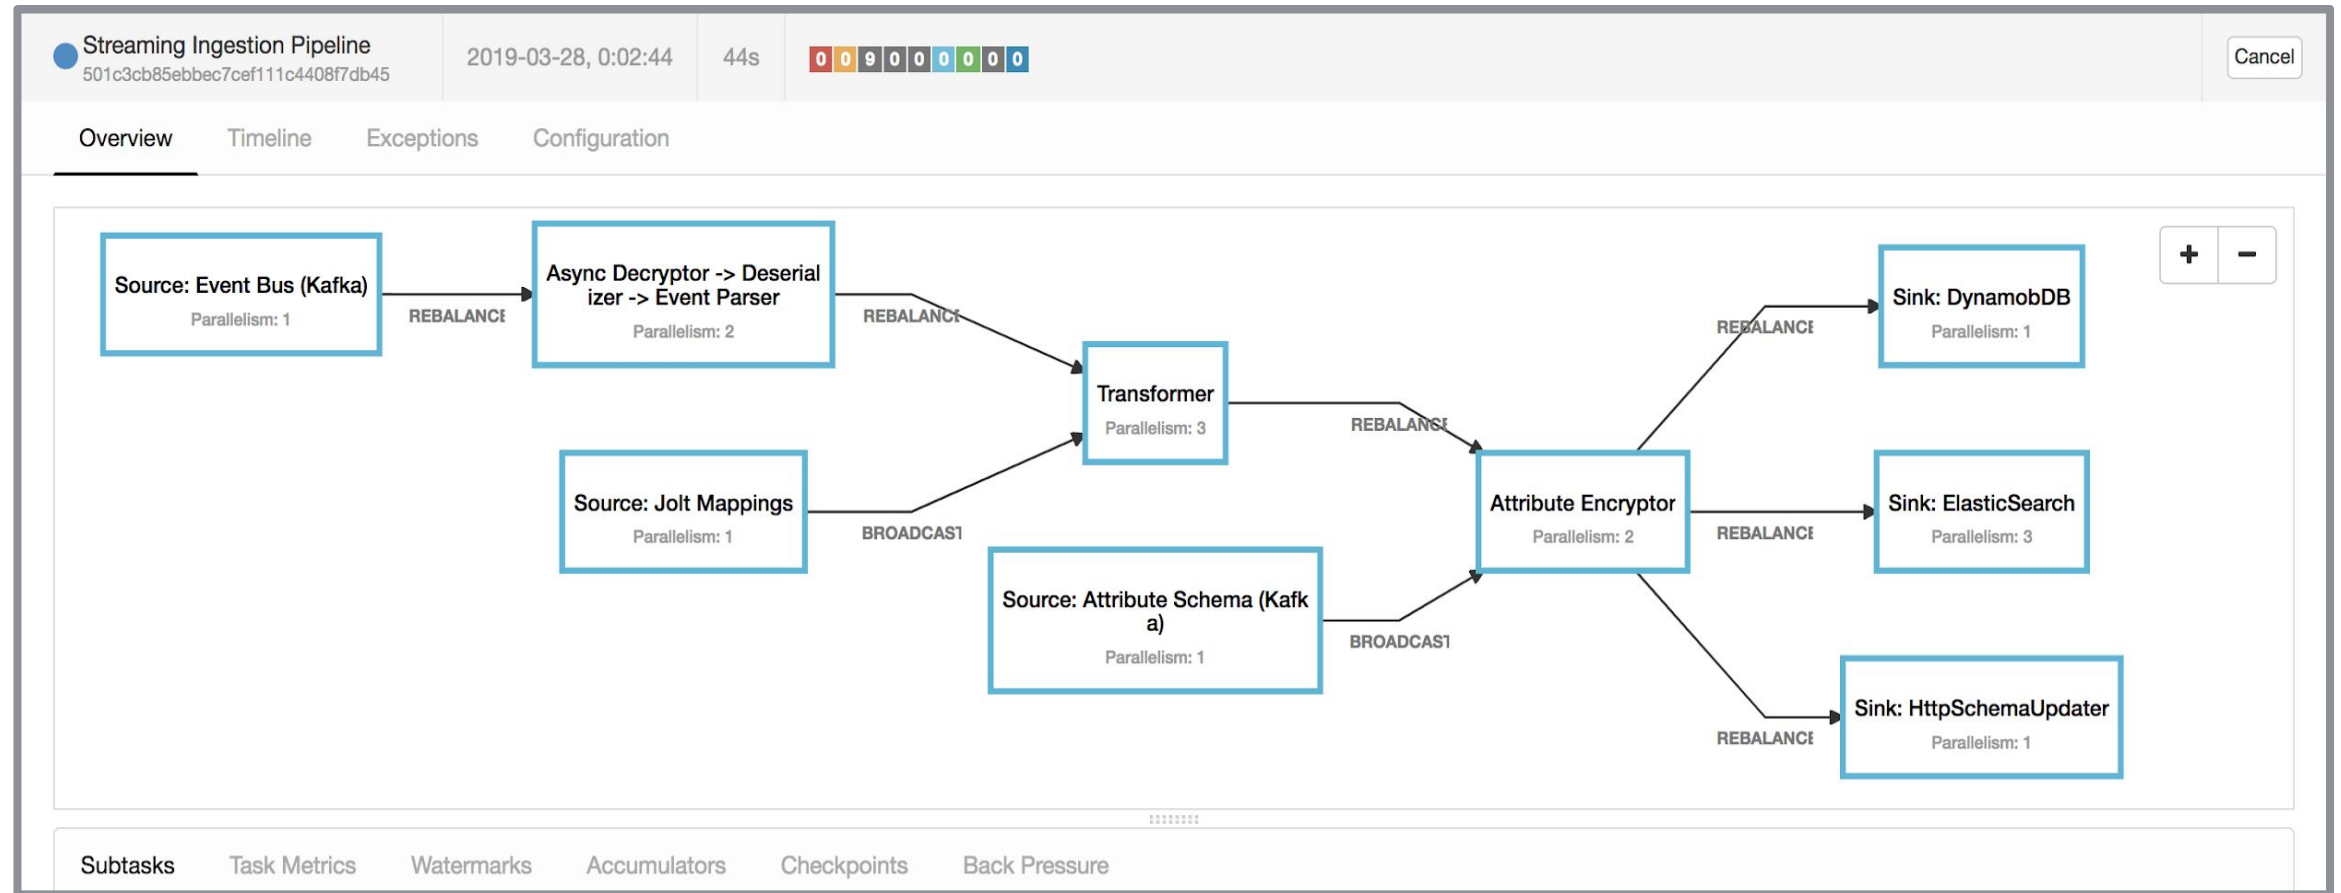 Streaming Ingestion Pipeline
501c3cb85ebbec7cef111c4408f7db45
2019-03-28, 0:02:44
44s
0 0 9 0 0 0 0 0 0
Cancel
Overview
Timeline
Exceptions
Configuration
+
−
Source: Event Bus (Kafka)
Parallelism: 1
REBALANCE
Async Decryptor -> Deserial
izer -> Event Parser
Parallelism: 2
REBALANCE
Source: Jolt Mappings
Parallelism: 1
BROADCAST
Transformer
Parallelism: 3
REBALANCE
Source: Attribute Schema (Kafk
a)
Parallelism: 1
BROADCAST
Attribute Encryptor
Parallelism: 2
REBALANCE
Sink: DynamobDB
Parallelism: 1
REBALANCE
Sink: ElasticSearch
Parallelism: 3
REBALANCE
Sink: HttpSchemaUpdater
Parallelism: 1
Subtasks
Task Metrics
Watermarks
Accumulators
Checkpoints
Back Pressure